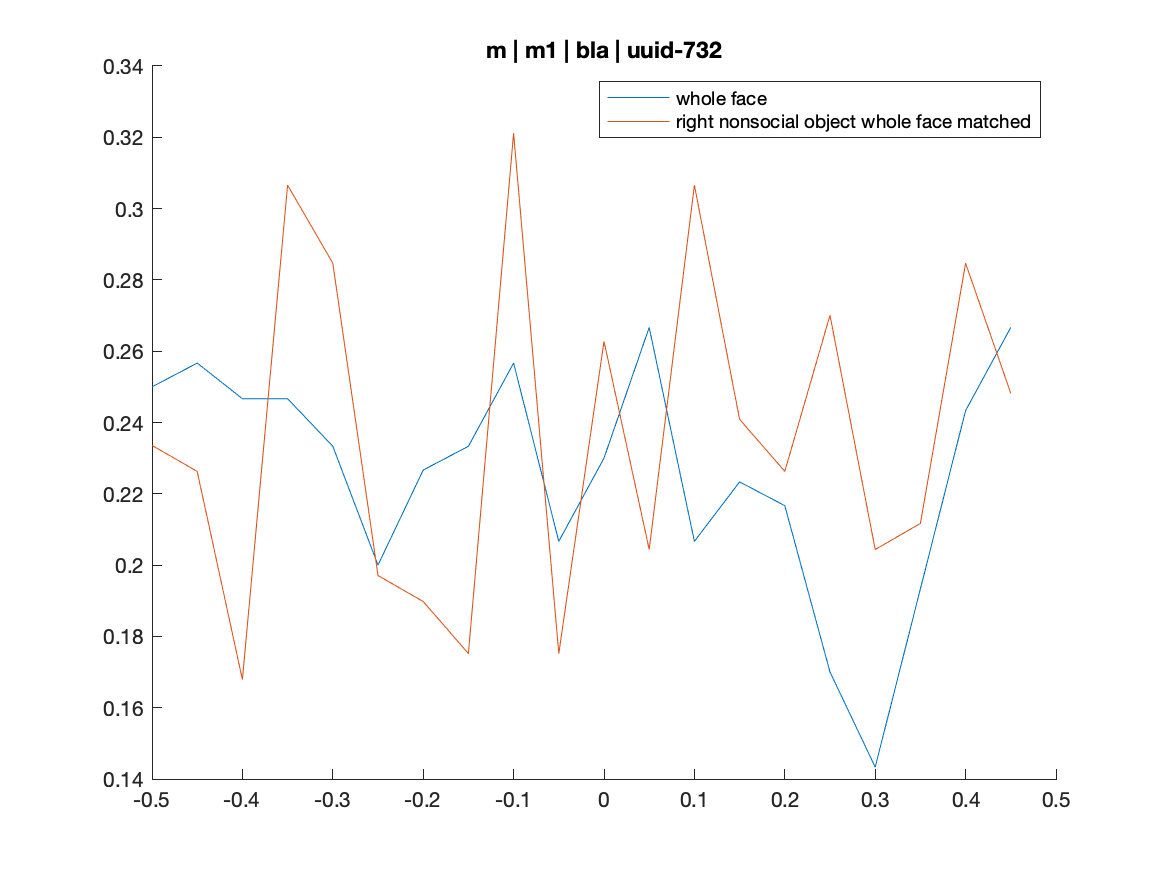 m | m1 | bla | uuid-732
whole face
right nonsocial object whole face matched
0.34
0.32
0.3
0.28
0.26
0.24
0.22
0.2
0.18
0.16
0.14
-0.5 -0.4 -0.3 -0.2 -0.1 0 0.1 0.2 0.3 0.4 0.5